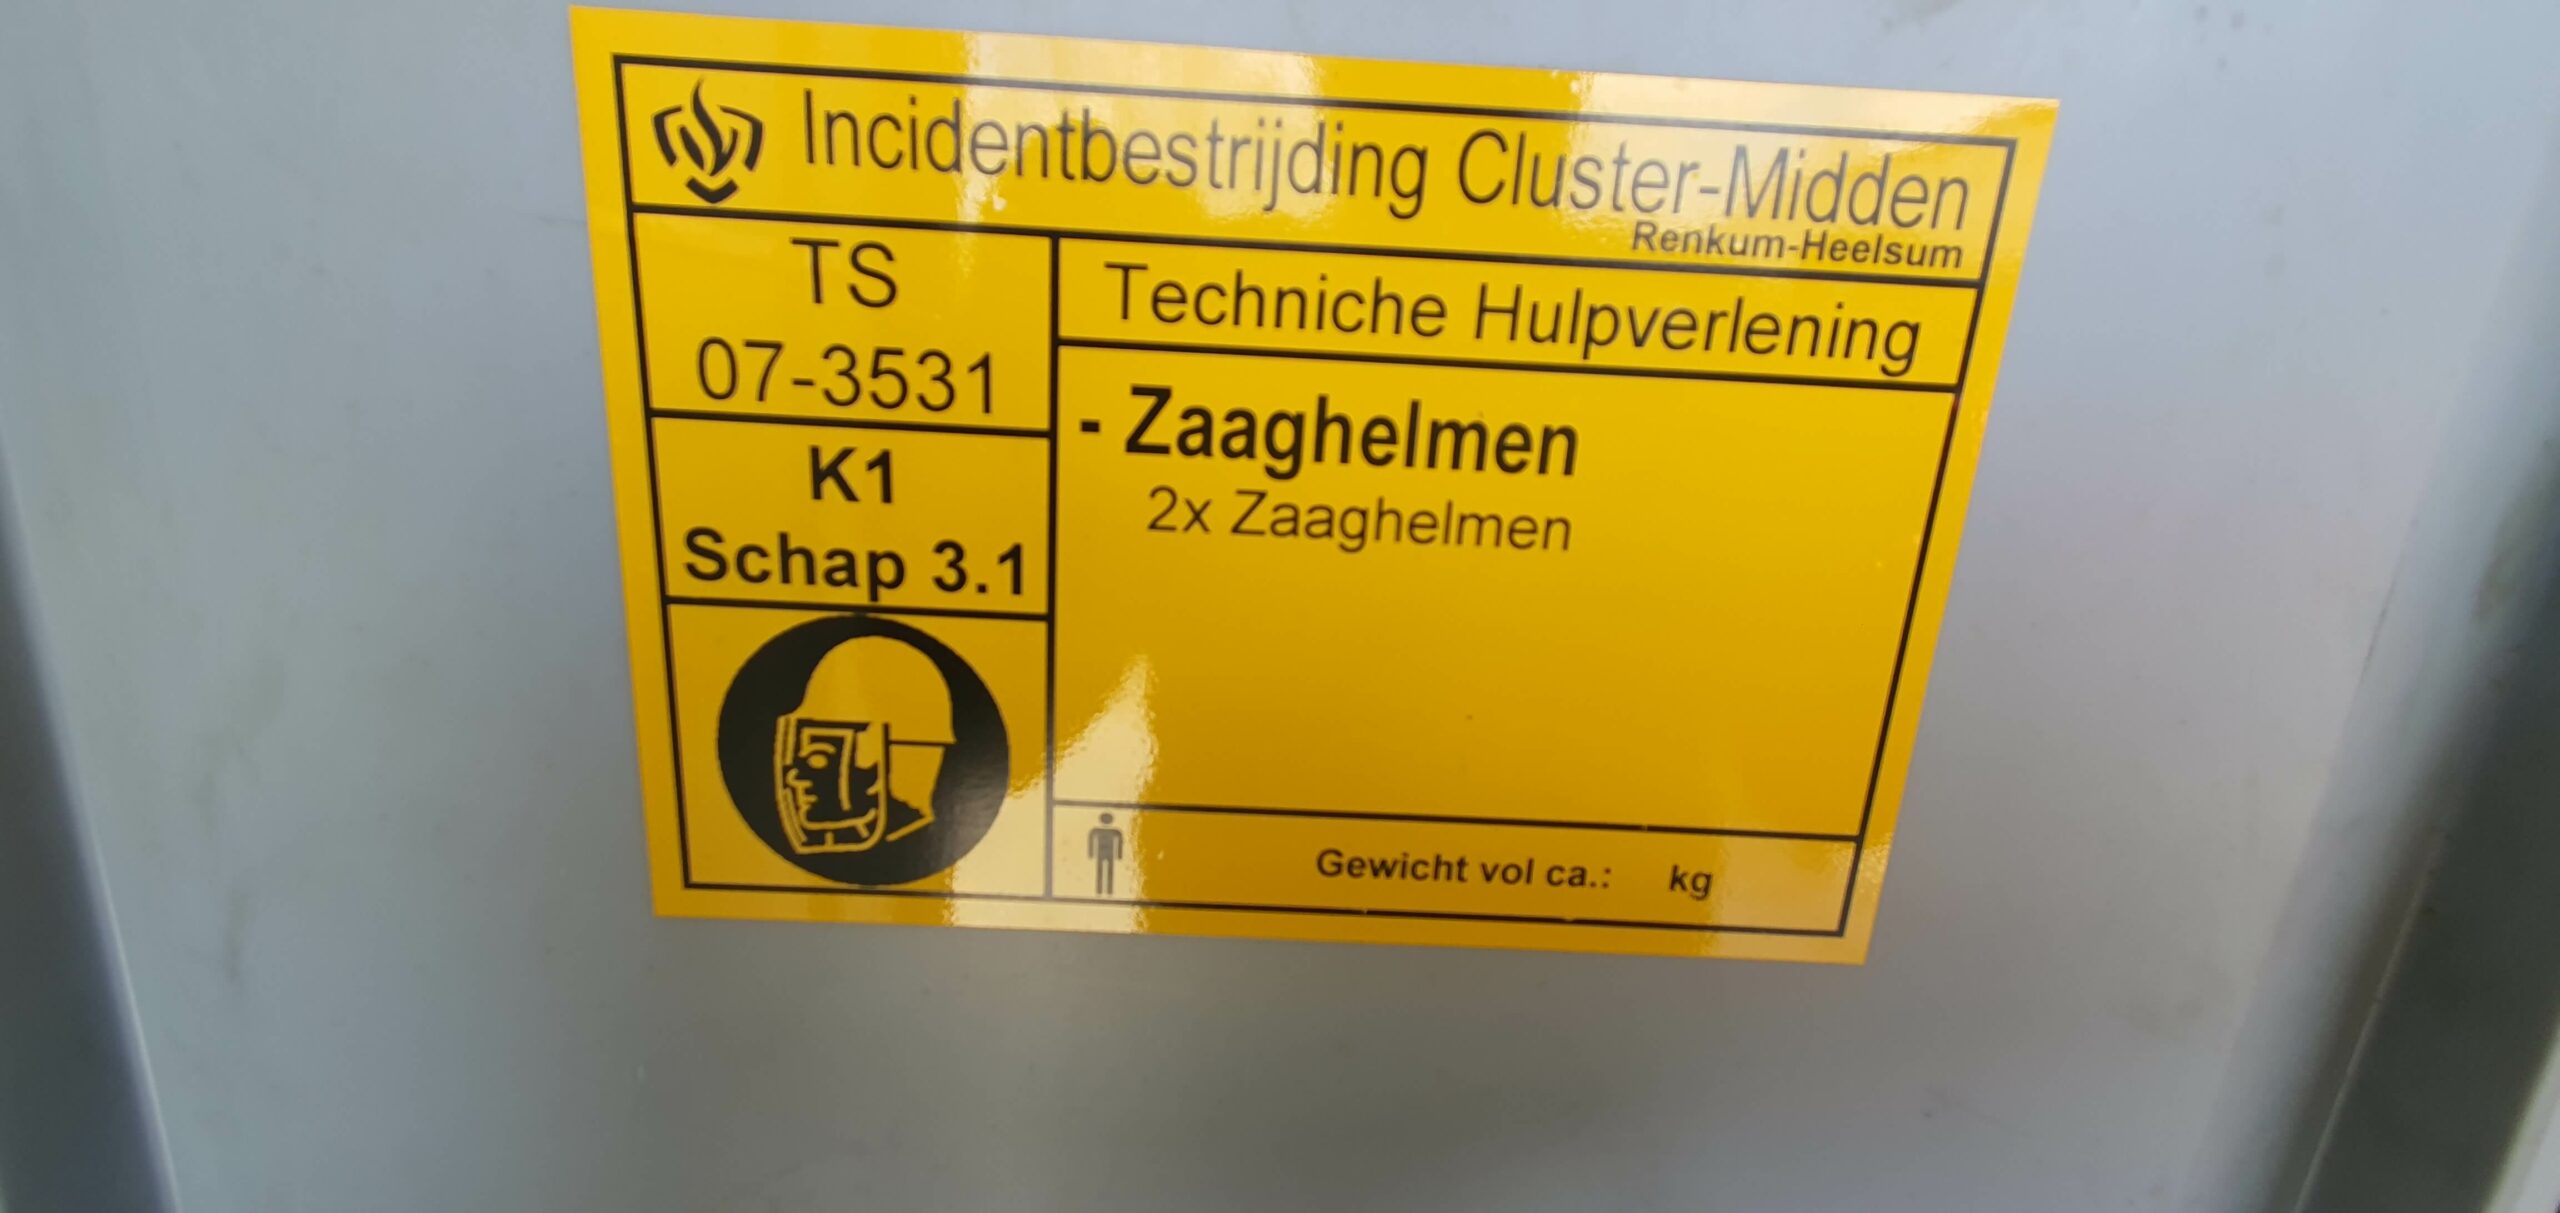 Incidentbestrijding Cluster-Midden
Renkum-Heelsum
TS
07-3531
Techniche Hulpverlening
K1
Schap 3.1
- Zaaghelmen
2x Zaaghelmen
Gewicht vol ca.: kg